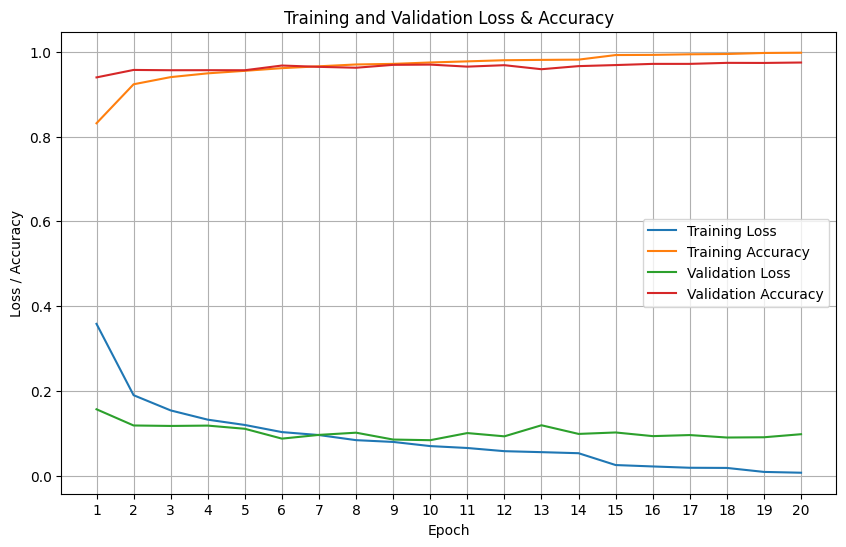 Training and Validation Loss & Accuracy
Loss / Accuracy
1.0
0.8
0.6
0.4
0.2
0.0
Training Loss
Training Accuracy
Validation Loss
Validation Accuracy
1 2 3 4 5 6 7 8 9 10 11 12 13 14 15 16 17 18 19 20
Epoch